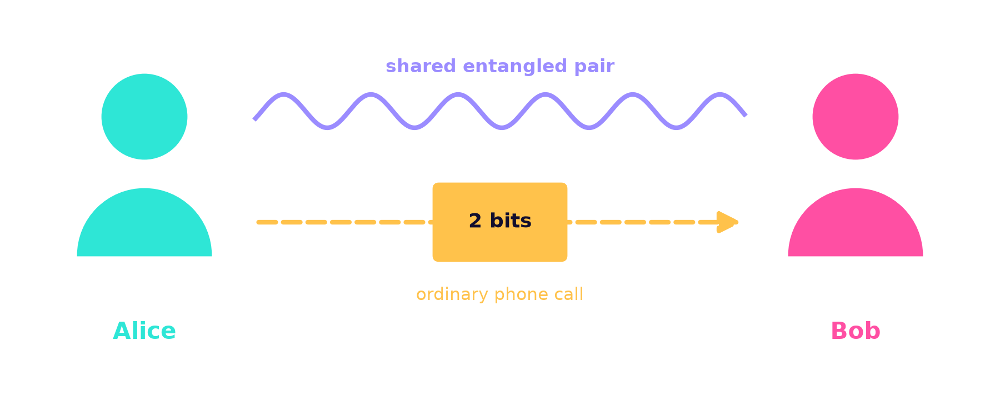 shared entangled pair
2 bits
ordinary phone call
Alice
Bob